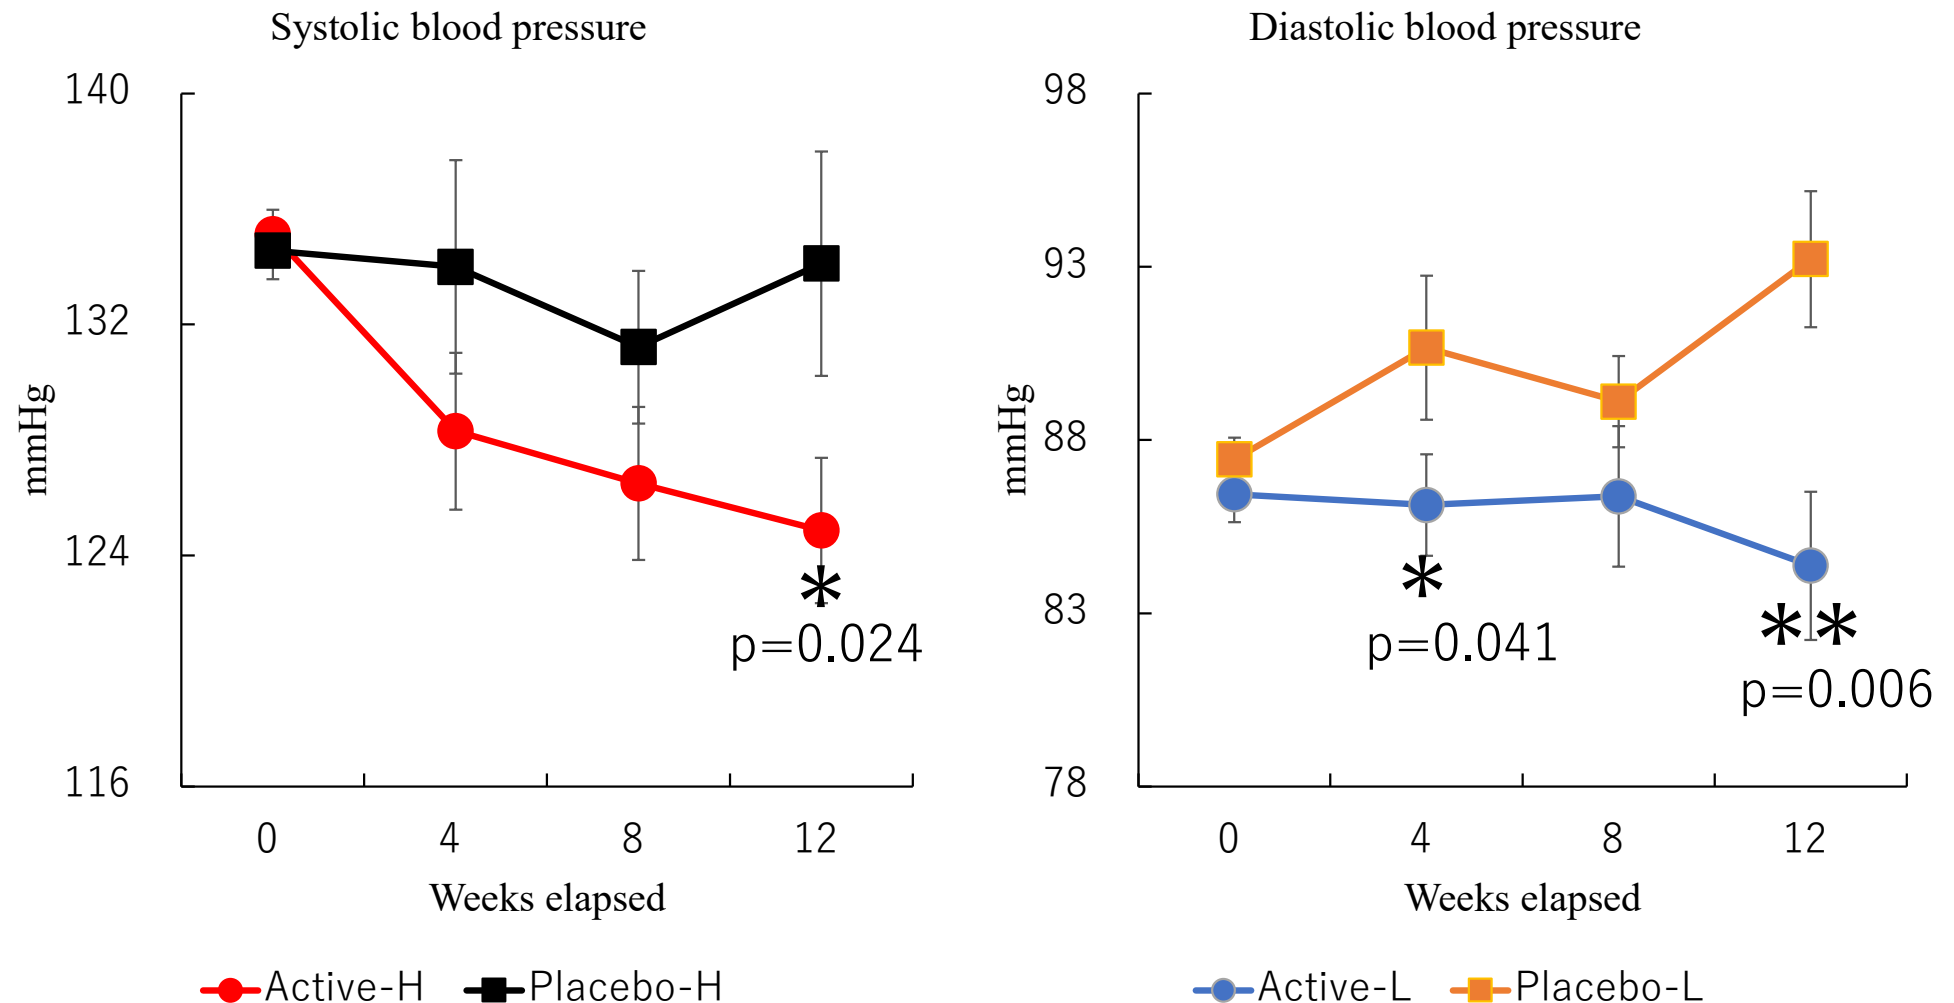 Systolic blood pressure
140
132
124
116
mmHg
*
p=0.024
0 4 8 12
Weeks elapsed
Active-H Placebo-H
Diastolic blood pressure
98
93
88
83
78
mmHg
*
p=0.041
**
p=0.006
0 4 8 12
Weeks elapsed
Active-L Placebo-L